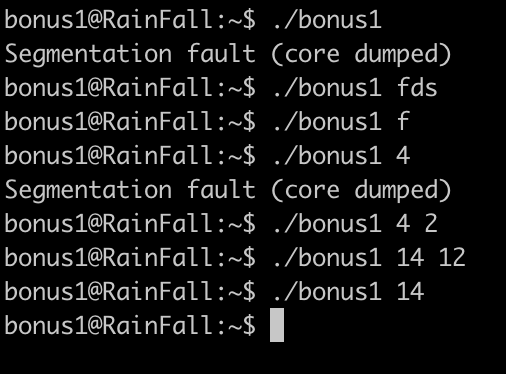 bonus1@RainFall:~$ ./bonus1
Segmentation fault (core dumped)
bonus1@RainFall:~$ ./bonus1 fds
bonus1@RainFall:~$ ./bonus1 f
bonus1@RainFall:~$ ./bonus1 4
Segmentation fault (core dumped)
bonus1@RainFall:~$ ./bonus1 4 2
bonus1@RainFall:~$ ./bonus1 14 12
bonus1@RainFall:~$ ./bonus1 14
bonus1@RainFall:~$